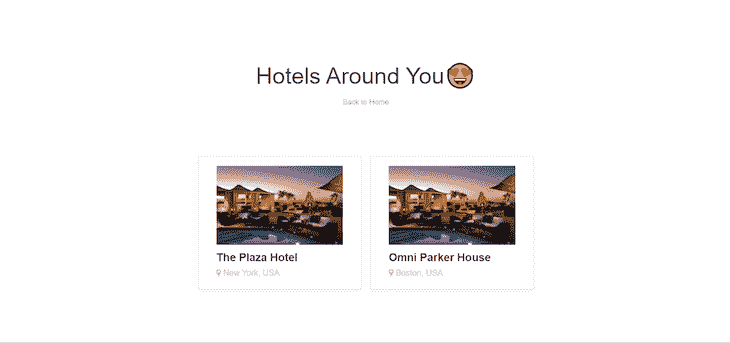 Hotels Around You
Back to Home
The Plaza Hotel
New York, USA
Omni Parker House
Boston, USA